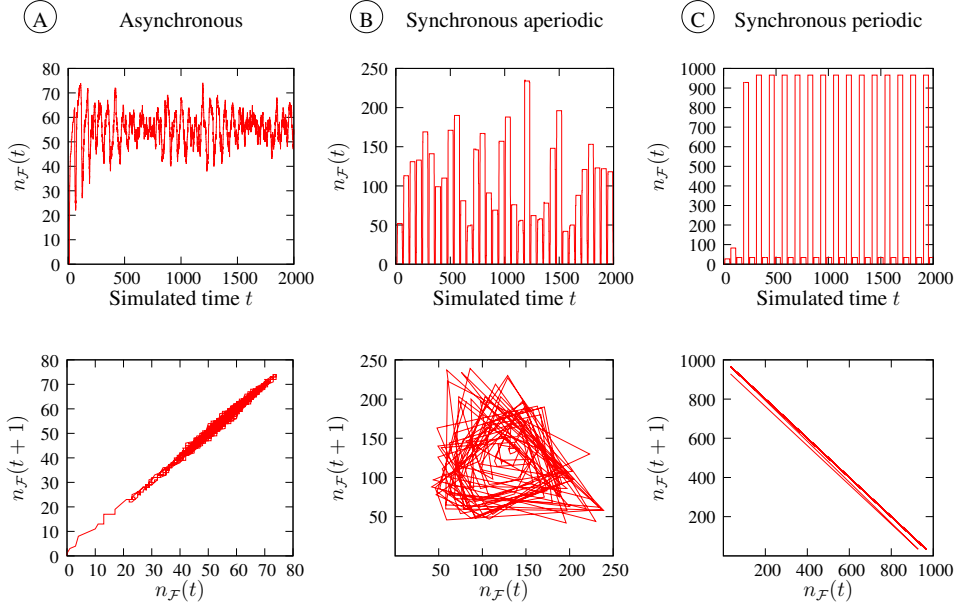 A Asynchronous
B Synchronous aperiodic
C Synchronous periodic
80
70
60
50
40
30
20
10
0
n_F(t)
0 500 1000 1500 2000
Simulated time t
250
200
150
100
50
0
n_F(t)
0 500 1000 1500 2000
Simulated time t
1000
900
800
700
600
500
400
300
200
100
0
n_F(t)
0 500 1000 1500 2000
Simulated time t
80
70
60
50
40
30
20
10
0
n_F(t + 1)
0 10 20 30 40 50 60 70 80
n_F(t)
250
200
150
100
50
n_F(t + 1)
50 100 150 200 250
n_F(t)
1000
800
600
400
200
n_F(t + 1)
200 400 600 800 1000
n_F(t)